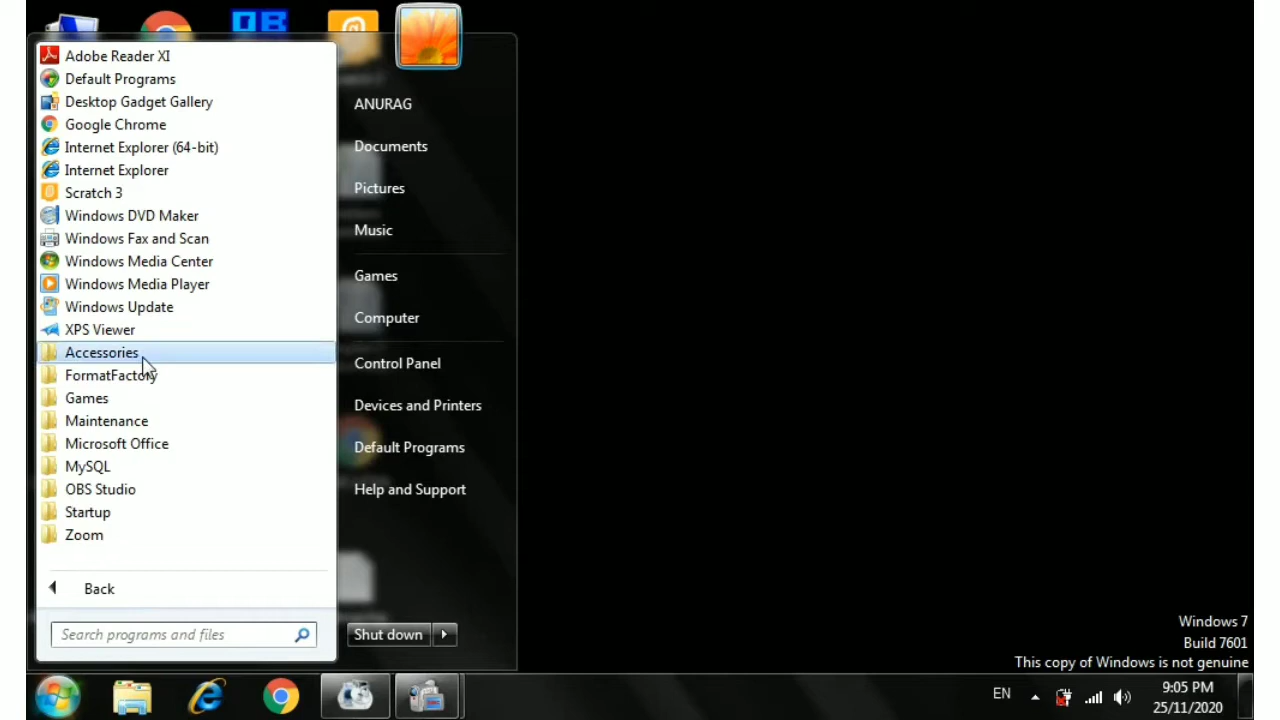 Adobe Reader XI
Default Programs
Desktop Gadget Gallery
Google Chrome
Internet Explorer (64-bit)
Internet Explorer
Scratch 3
Windows DVD Maker
Windows Fax and Scan
Windows Media Center
Windows Media Player
Windows Update
XPS Viewer
Accessories
FormatFactory
Games
Maintenance
Microsoft Office
MySQL
OBS Studio
Startup
Zoom
Back
Search programs and files
ANURAG
Documents
Pictures
Music
Games
Computer
Control Panel
Devices and Printers
Default Programs
Help and Support
Shut down
Windows 7
Build 7601
This copy of Windows is not genuine
EN
9:05 PM
25/11/2020